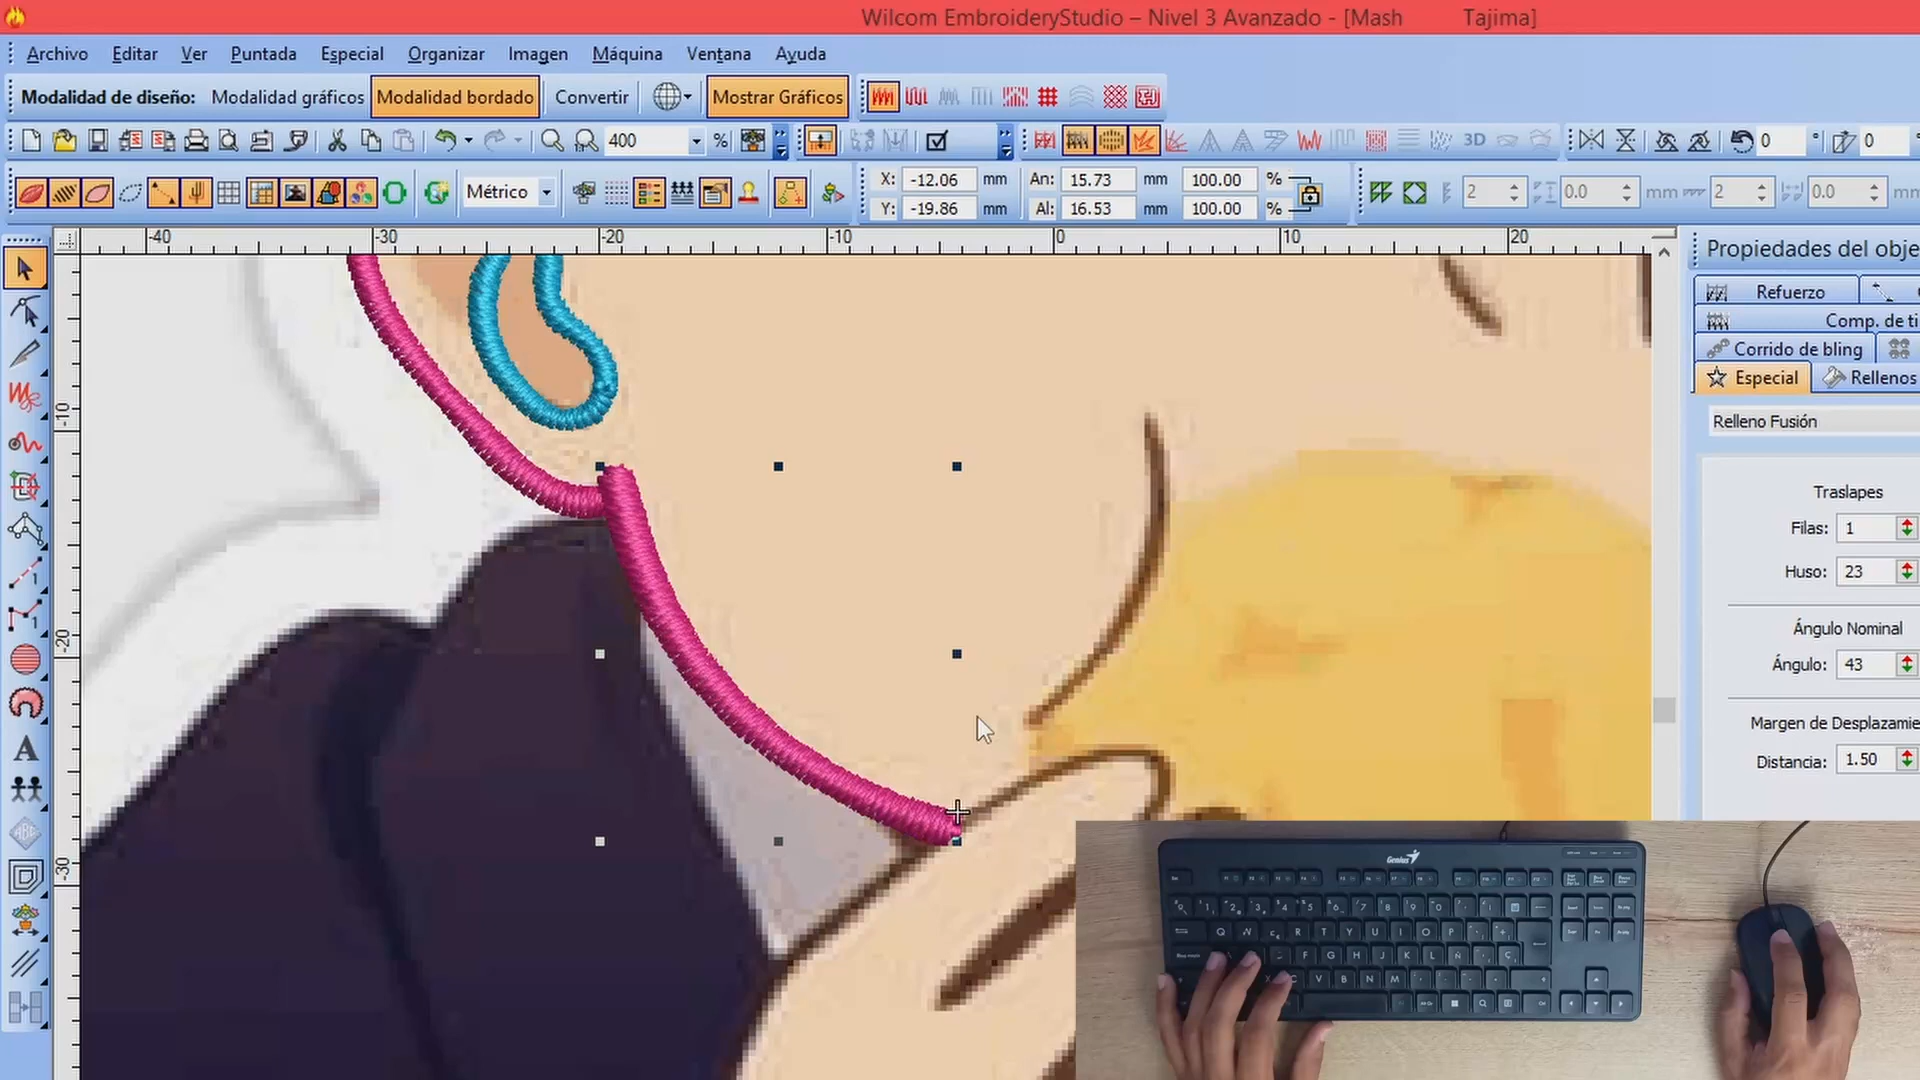 Wilcom EmbroideryStudio – Nivel 3 Avanzado - [Mash Tajima]
Archivo Editar Ver Puntada Especial Organizar Imagen Máquina Ventana Ayuda
Modalidad de diseño: Modalidad gráficos Modalidad bordado Convertir Mostrar Gráficos
400 % 3D 0 ° 0
Métrico X: -12.06 mm An: 15.73 mm 100.00 % 2 0.0 mm 2 0.0 mm
Y: -19.86 mm Al: 16.53 mm 100.00 %
-40 -30 -20 -10 0 10 20
-10
-20
-30
Propiedades del obje
Refuerzo
Comp. de ti
Corrido de bling
Especial Rellenos
Relleno Fusión
Traslapes
Filas: 1
Huso: 23
Ángulo Nominal
Ángulo: 43
Margen de Desplazamie
Distancia: 1.50
Genius
Q W E R T Y U I O P
F G H J K L Ñ
X C V B N M